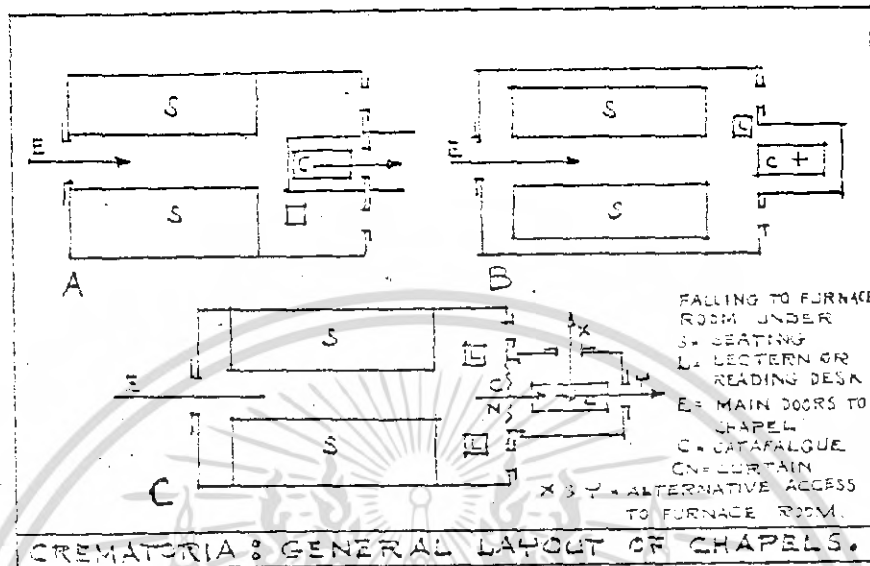 S
E
C
S
A
S
E
L
C +
S
B
S
E
L
C
N
X
C
Y
S
L
C
FALLING TO FURNACE
ROOM UNDER
S= SEATING
L= LECTERN OR
READING DESK
E= MAIN DOORS TO
CHAPEL
C= CATAFALQUE
CN= CURTAIN
X & Y = ALTERNATIVE ACCESS
TO FURNACE ROOM.
CREMATORIA: GENERAL LAYOUT OF CHAPELS.